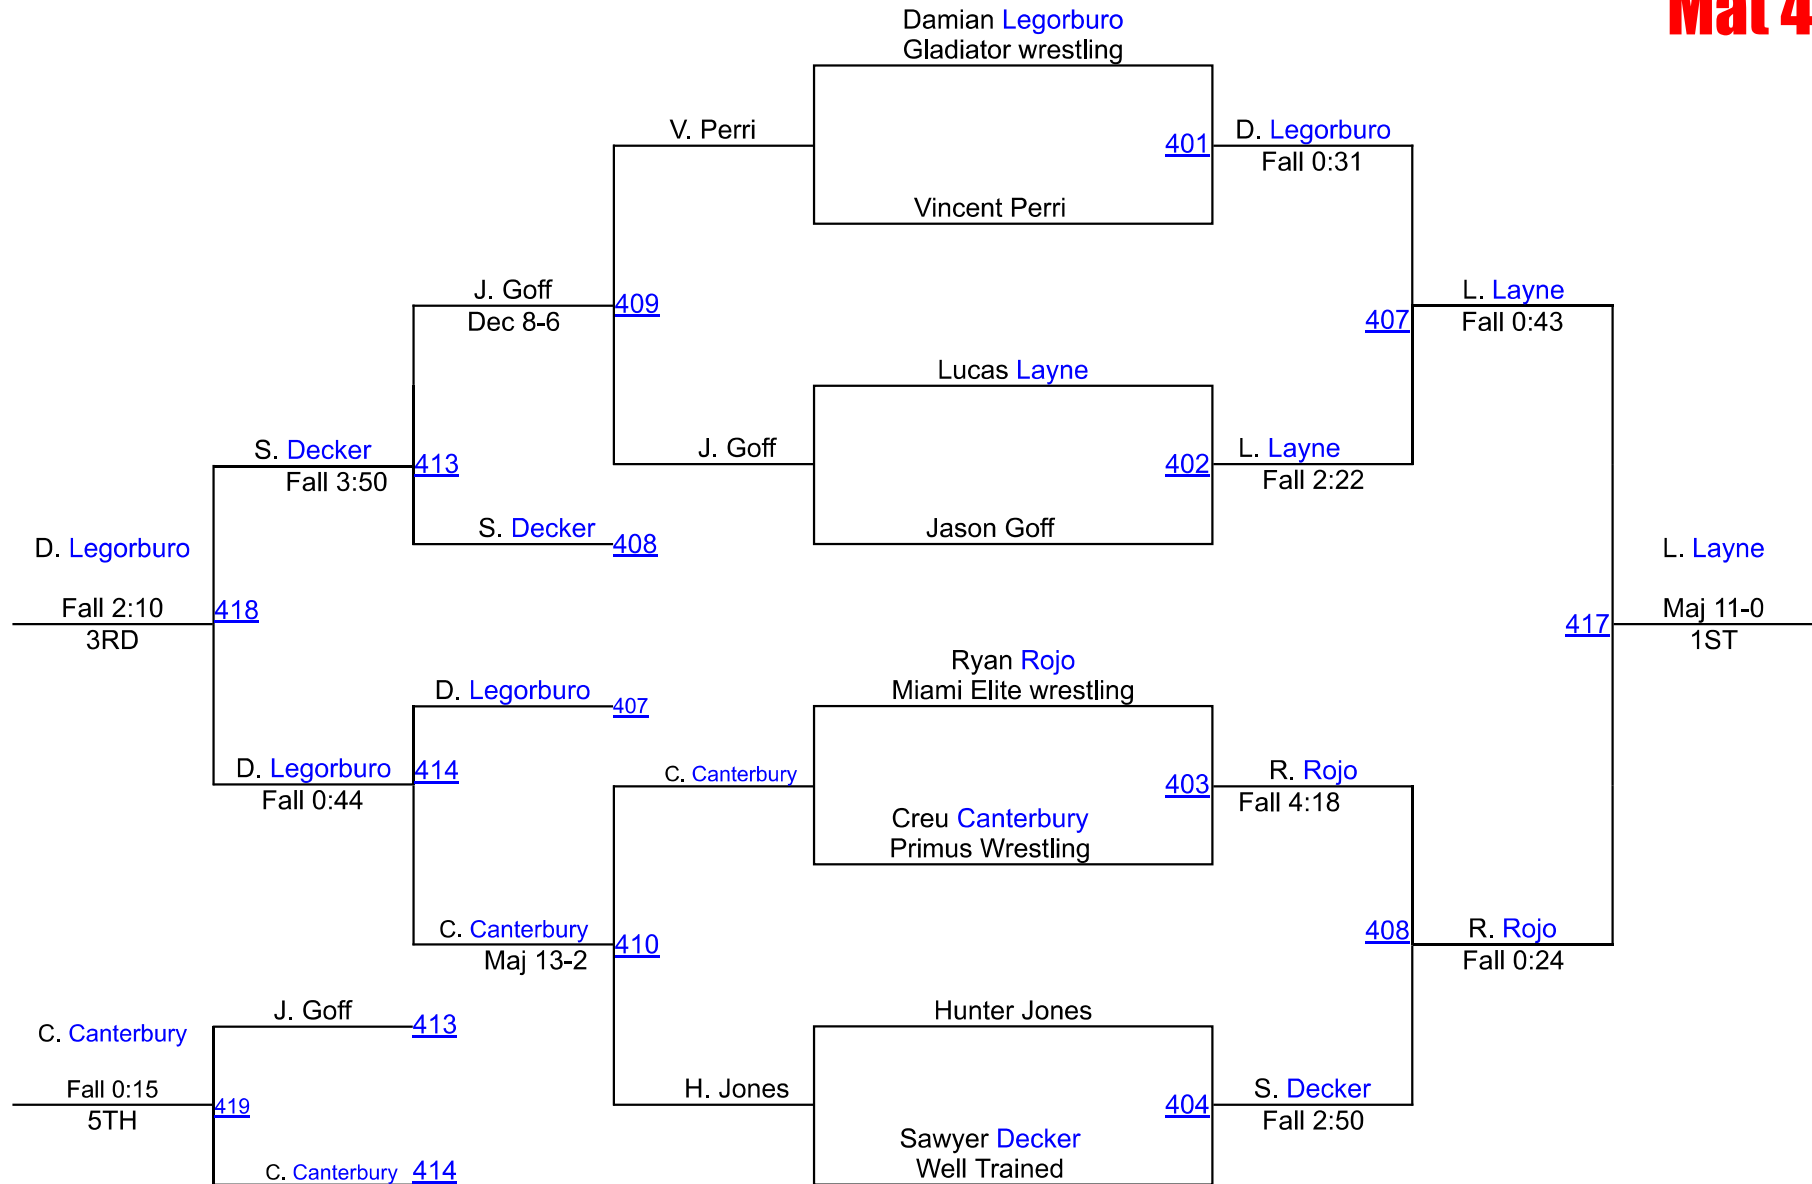 Mat 4
Damian Legorburo
Gladiator wrestling
V. Perri
401
D. Legorburo
Fall 0:31
Vincent Perri
J. Goff
Dec 8-6
409
407
L. Layne
Fall 0:43
Lucas Layne
S. Decker
Fall 3:50
413
J. Goff
402
L. Layne
Fall 2:22
S. Decker
408
Jason Goff
D. Legorburo
Fall 2:10
3RD
418
L. Layne
Maj 11-0
1ST
417
Ryan Rojo
Miami Elite wrestling
D. Legorburo
407
D. Legorburo
Fall 0:44
414
C. Canterbury
403
R. Rojo
Fall 4:18
Creu Canterbury
Primus Wrestling
C. Canterbury
Maj 13-2
410
408
R. Rojo
Fall 0:24
J. Goff
413
Hunter Jones
C. Canterbury
Fall 0:15
5TH
419
H. Jones
404
S. Decker
Fall 2:50
Sawyer Decker
Well Trained
C. Canterbury
414